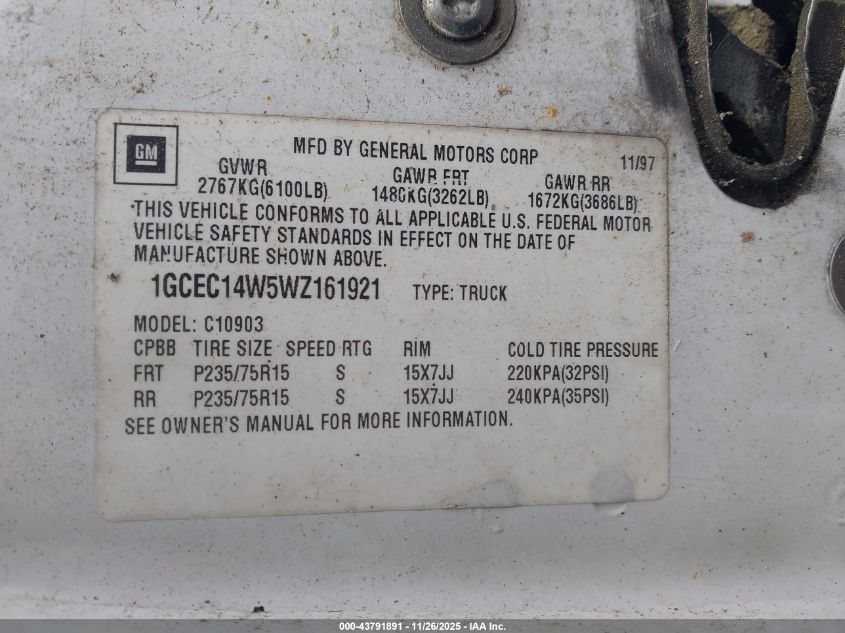 GM
MFD BY GENERAL MOTORS CORP 11/97
GVWR GAWR FRT GAWR RR
2767KG(6100LB) 1480KG(3262LB) 1672KG(3686LB)
THIS VEHICLE CONFORMS TO ALL APPLICABLE U.S. FEDERAL MOTOR
VEHICLE SAFETY STANDARDS IN EFFECT ON THE DATE OF
MANUFACTURE SHOWN ABOVE.
1GCEC14W5WZ161921 TYPE: TRUCK
MODEL: C10903
CPBB TIRE SIZE SPEED RTG RIM COLD TIRE PRESSURE
FRT P235/75R15 S 15X7JJ 220KPA(32PSI)
RR P235/75R15 S 15X7JJ 240KPA(35PSI)
SEE OWNER'S MANUAL FOR MORE INFORMATION.
000-43791891 - 11/26/2025 - IAA Inc.